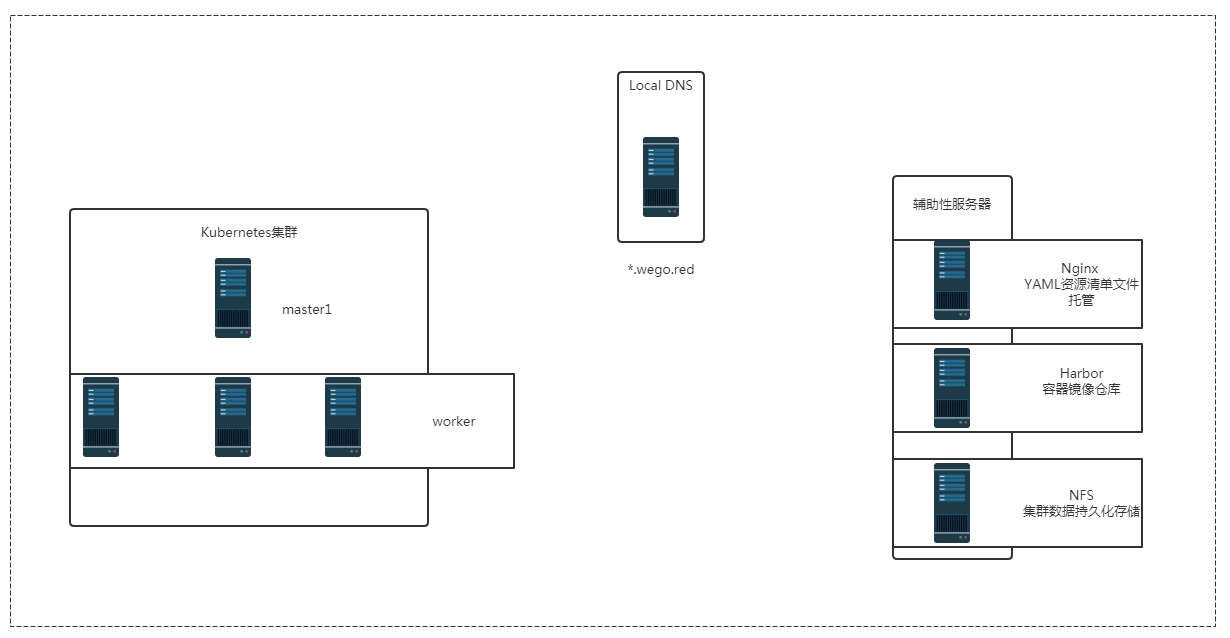 Local DNS
*.wego.red
Kubernetes集群
master1
worker
辅助性服务器
Nginx
YAML资源清单文件
托管
Harbor
容器镜像仓库
NFS
集群数据持久化存储